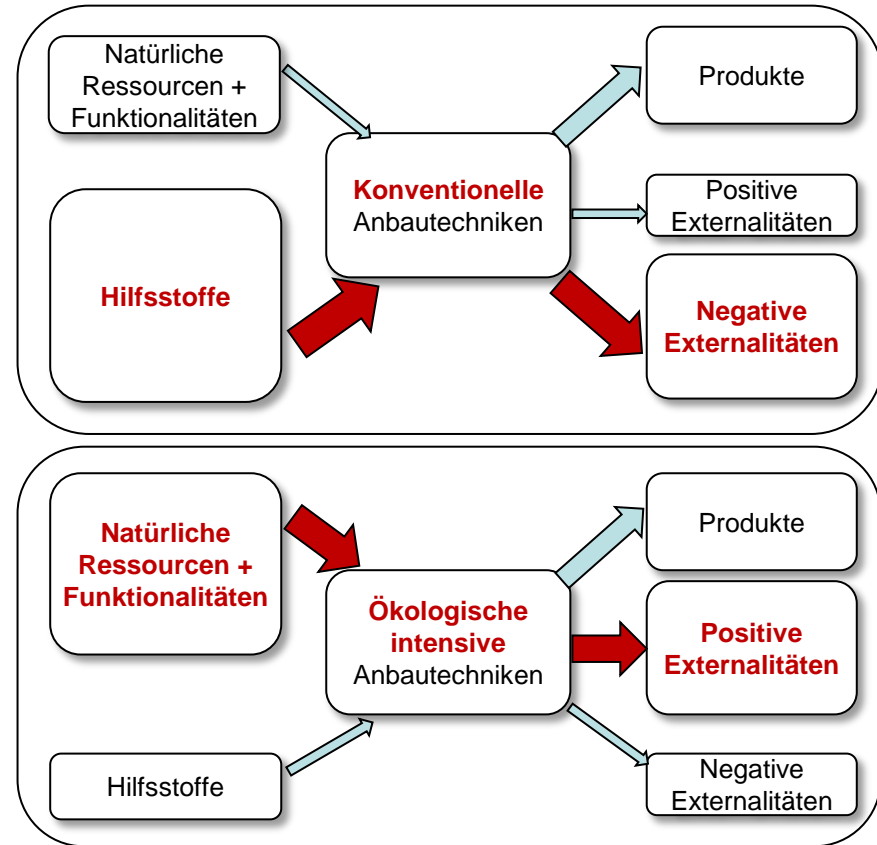 Natürliche
Ressourcen +
Funktionalitäten
Hilfsstoffe
Konventionelle
Anbautechniken
Produkte
Positive
Externalitäten
Negative
Externalitäten
Natürliche
Ressourcen +
Funktionalitäten
Hilfsstoffe
Ökologische
intensive
Anbautechniken
Produkte
Positive
Externalitäten
Negative
Externalitäten